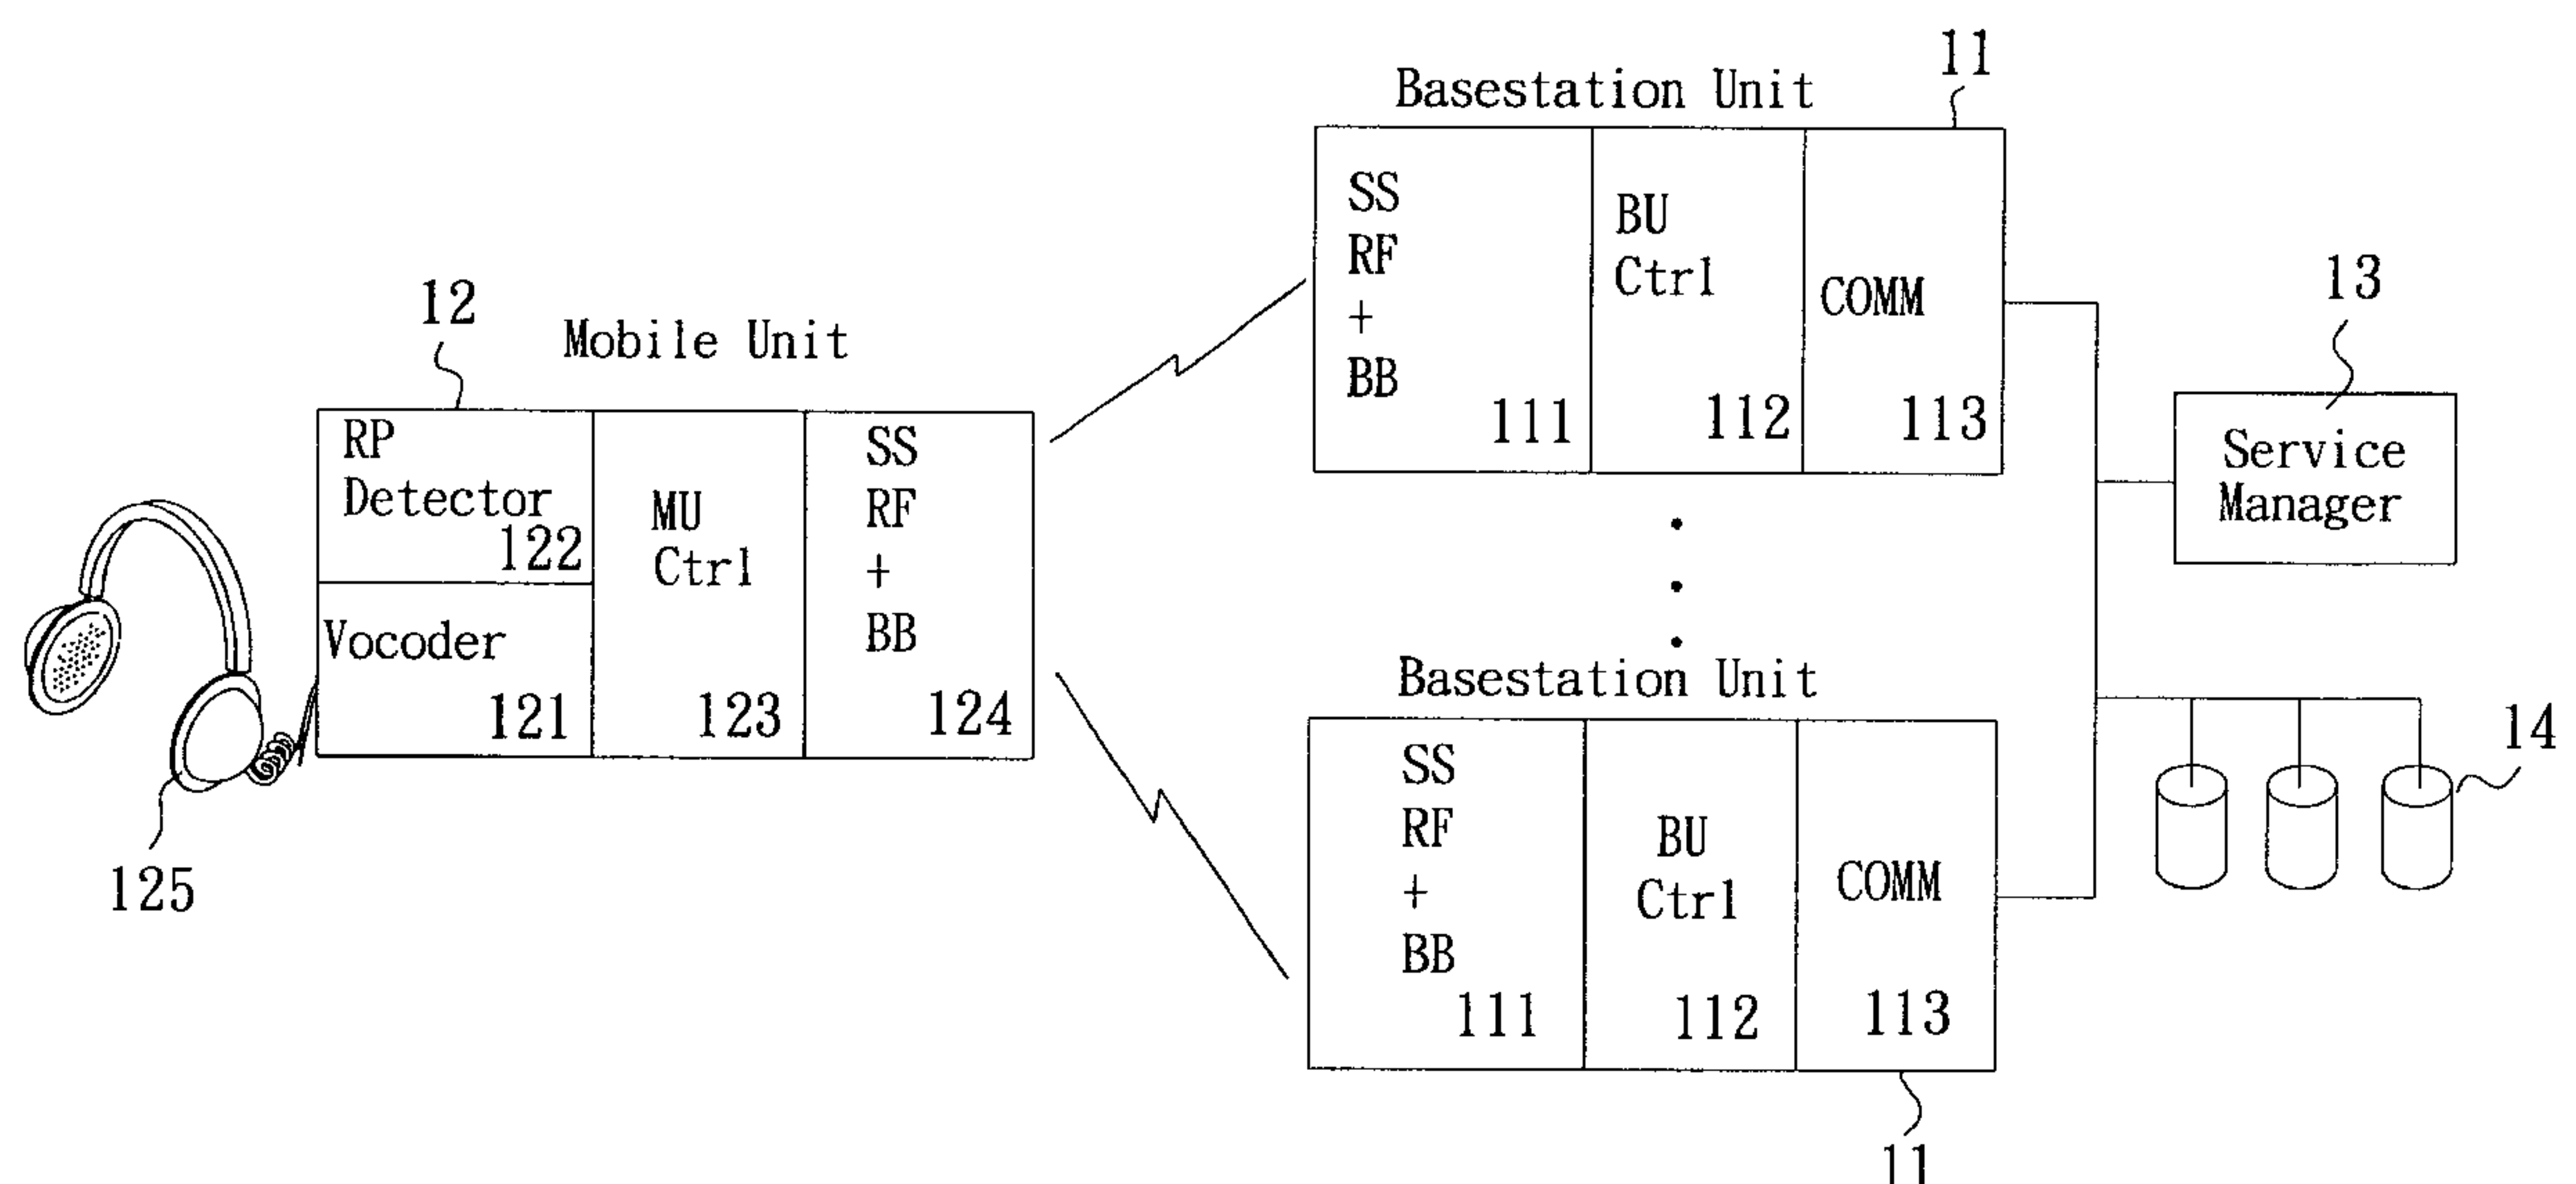 11
Basestation Unit
SS
RF
+
BB
111
BU
Ctrl
112
COMM
113
13
Service
Manager
12
Mobile Unit
RP
Detector
122
Vocoder
121
MU
Ctrl
123
SS
RF
+
BB
124
125
Basestation Unit
SS
RF
+
BB
111
BU
Ctrl
112
COMM
113
11
14